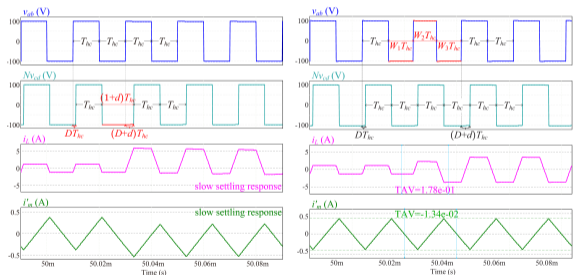 v_ab (V)
100
0
-100
T_hc T_hc T_hc T_hc
Nv_cd (V)
100
0
-100
T_hc (1+d)T_hc T_hc T_hc
DT_hc (D+d)T_hc
i_L (A)
5
0
-5
slow settling response
i'_m (A)
slow settling response
0.5
0
-0.5
50m 50.02m 50.04m 50.06m 50.08m
Time (s)
v_ab (V)
100
0
-100
T_hc W_1T_hc W_2T_hc W_3T_hc T_hc
Nv_cd (V)
100
0
-100
T_hc T_hc T_hc T_hc T_hc
DT_hc (D+d)T_hc
i_L (A)
5
0
-5
TAV=1.78e-01
i'_m (A)
TAV=-1.34e-02
0.5
0
-0.5
50m 50.02m 50.04m 50.06m 50.08m
Time (s)